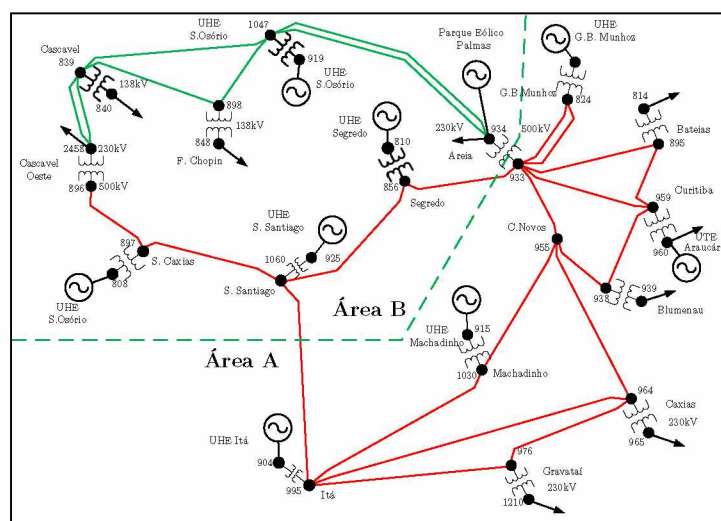 1047
Cascavel
839
138kV
840
UHE
S.Osório
919
UHE
S.Osório
Parque Eólico
Palmas
UHE
G.B. Munhoz
G.B.Munhoz
824
814
Bateias
895
898
138kV
848
F. Chopin
2458
230kV
Cascavel
Oeste
896
500kV
UHE
Segredo
810
856
Segredo
230kV
934
500kV
Areia
933
Curitiba
959
960
UTE
Araucár
C.Novos
955
897
S. Caxias
808
UHE
S.Osório
UHE
S. Santiago
1060
925
S. Santiago
938
939
Blumenau
Área B
Área A
UHE
Machadinho
915
1030
Machadinho
964
Caxias
230kV
965
UHE Itá
904
995
Itá
976
Gravataí
230kV
1210